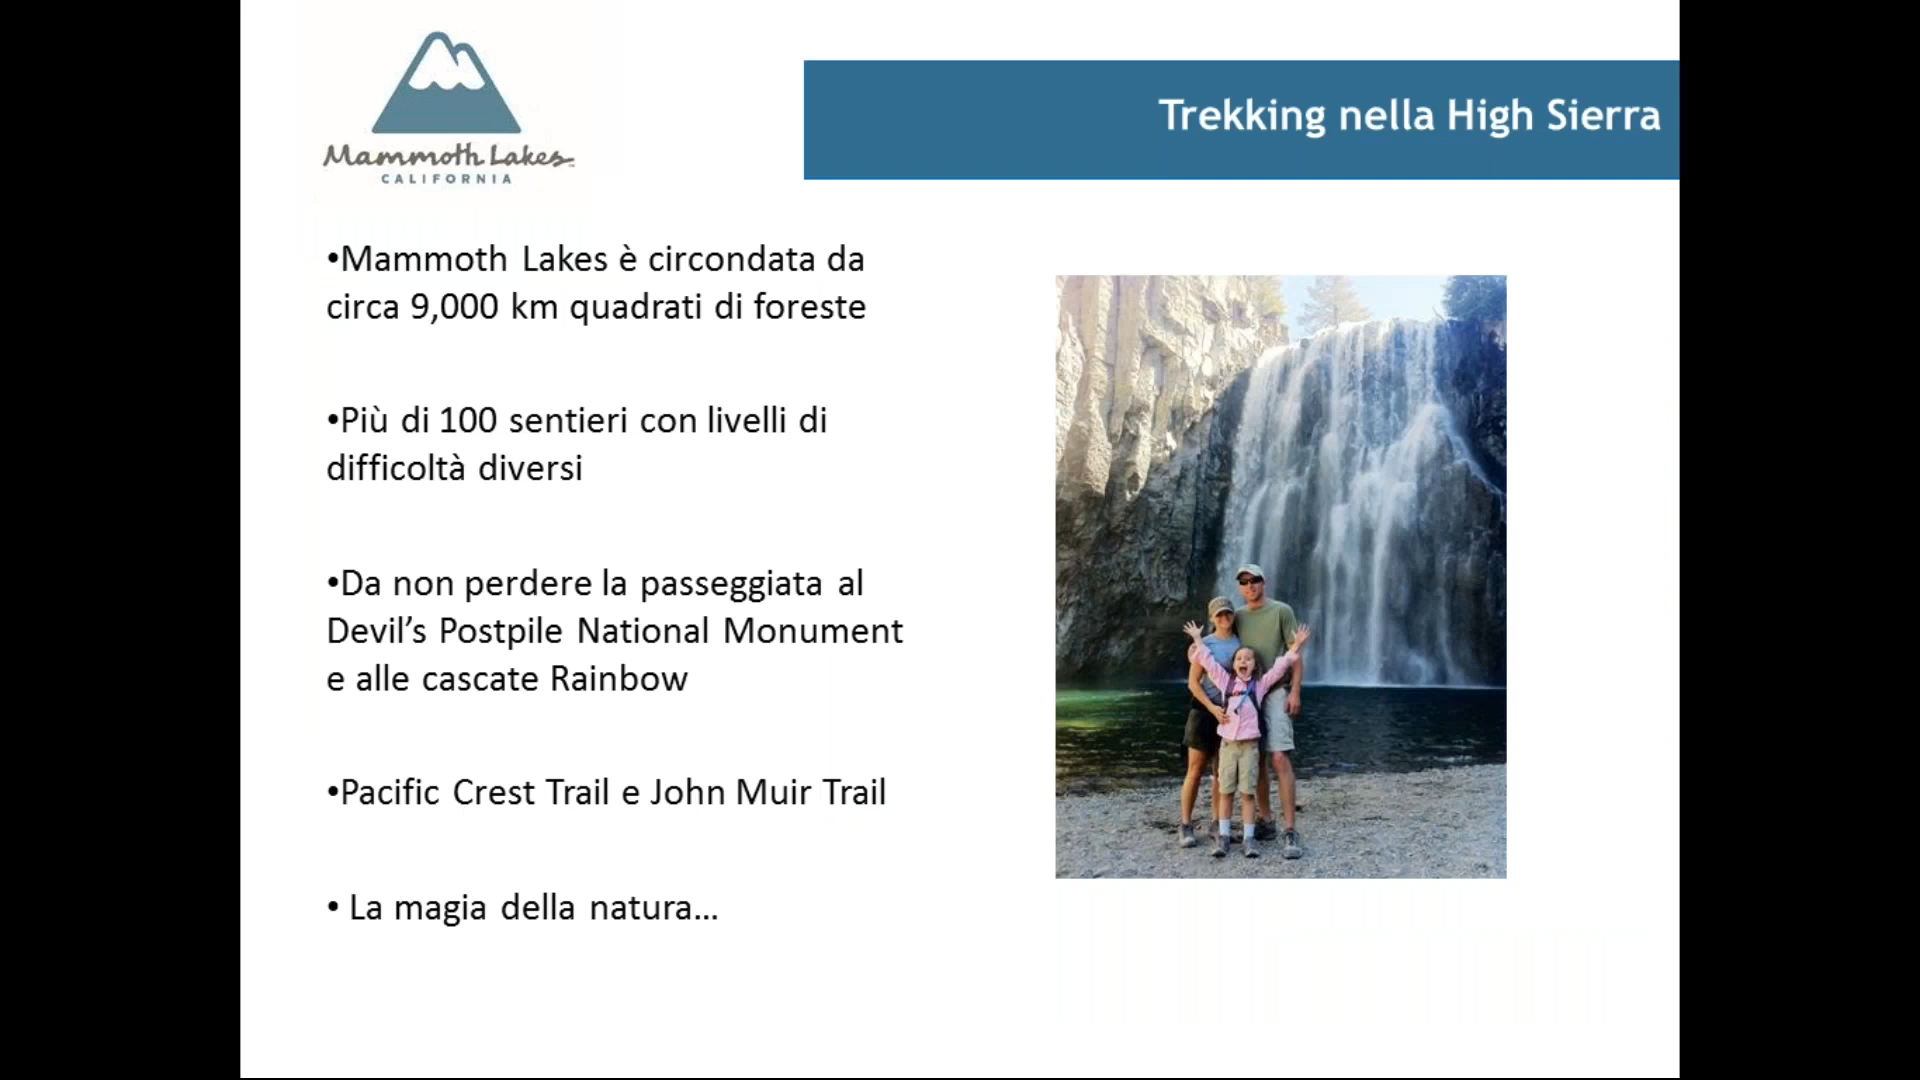 Mammoth Lakes
CALIFORNIA
Trekking nella High Sierra
•Mammoth Lakes è circondata da
circa 9,000 km quadrati di foreste
•Più di 100 sentieri con livelli di
difficoltà diversi
•Da non perdere la passeggiata al
Devil’s Postpile National Monument
e alle cascate Rainbow
•Pacific Crest Trail e John Muir Trail
• La magia della natura…